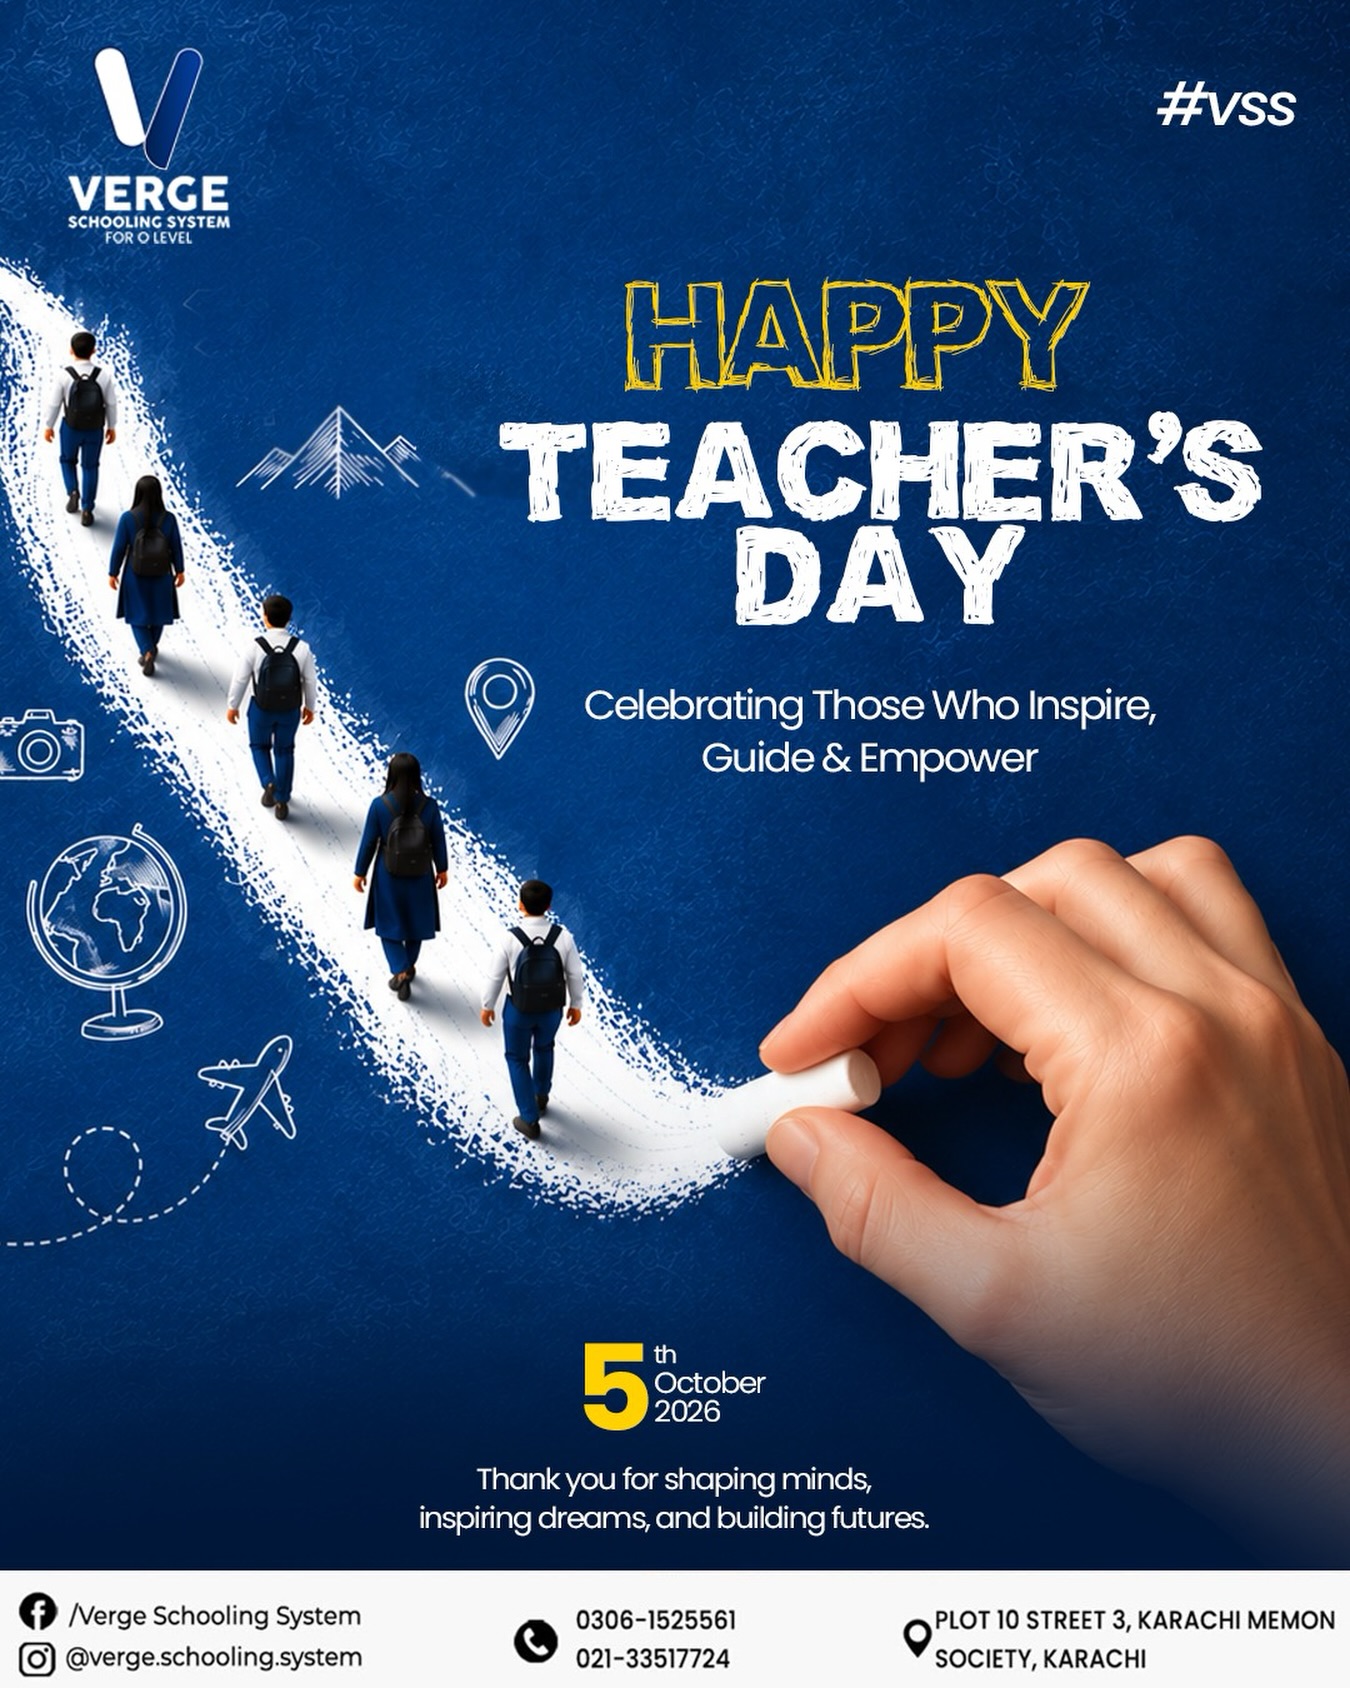 VERGE
SCHOOLING SYSTEM
FOR O LEVEL
#VSS
HAPPY
TEACHER'S
DAY
Celebrating Those Who Inspire,
Guide & Empower
5th
October
2026
Thank you for shaping minds,
inspiring dreams, and building futures.
/Verge Schooling System
@verge.schooling.system
0306-1525561
021-33517724
PLOT 10 STREET 3, KARACHI MEMON
SOCIETY, KARACHI